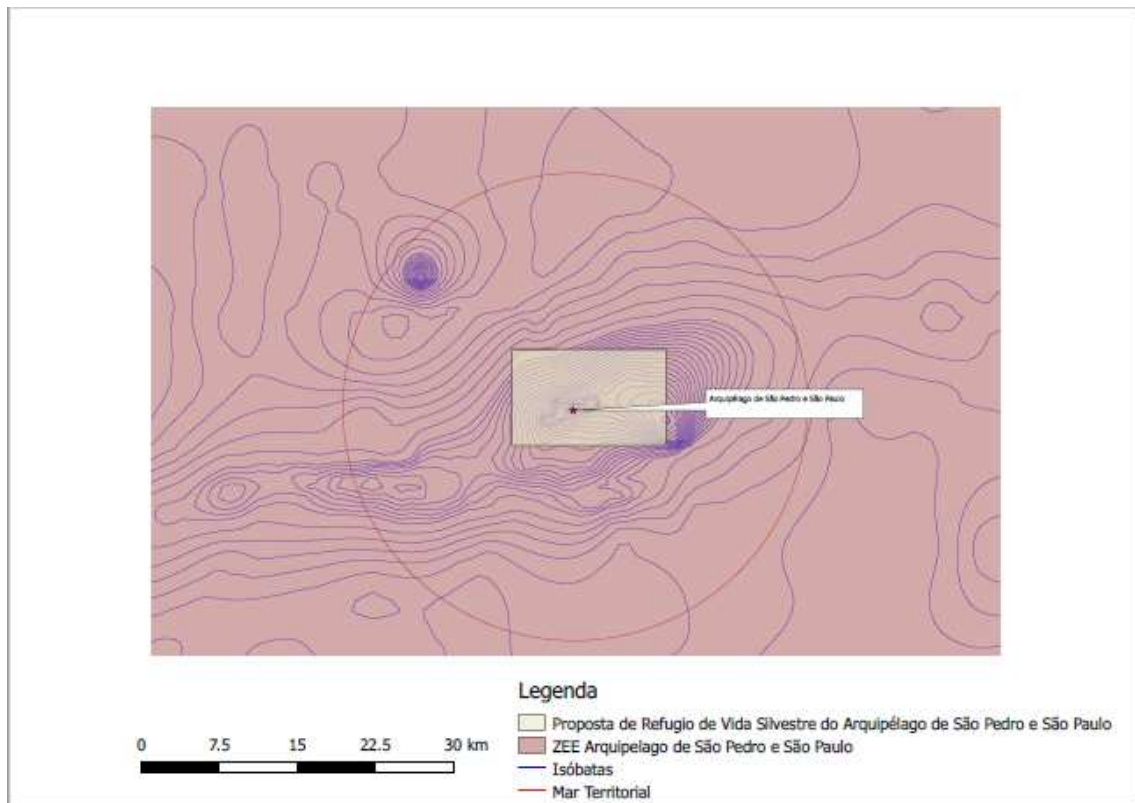 Arquipélago de São Pedro e São Paulo
Legenda
Proposta de Refugio de Vida Silvestre do Arquipélago de São Pedro e São Paulo
0 7.5 15 22.5 30 km
ZEE Arquipelago de São Pedro e São Paulo
Isóbatas
Mar Territorial